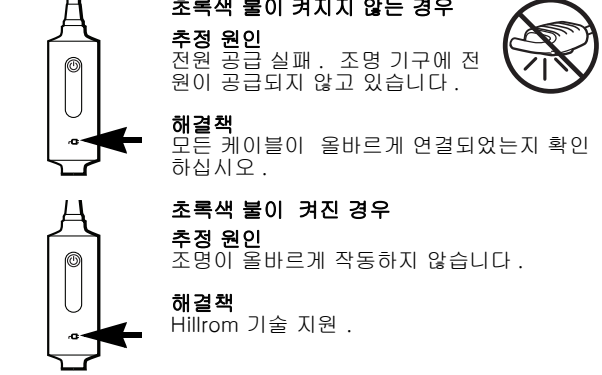 초록색 불이 켜지지 않는 경우
추정 원인
전원 공급 실패 . 조명 기구에 전
원이 공급되지 않고 있습니다 .
해결책
모든 케이블이 올바르게 연결되었는지 확인
하십시오 .
초록색 불이 켜진 경우
추정 원인
조명이 올바르게 작동하지 않습니다 .
해결책
Hillrom 기술 지원 .